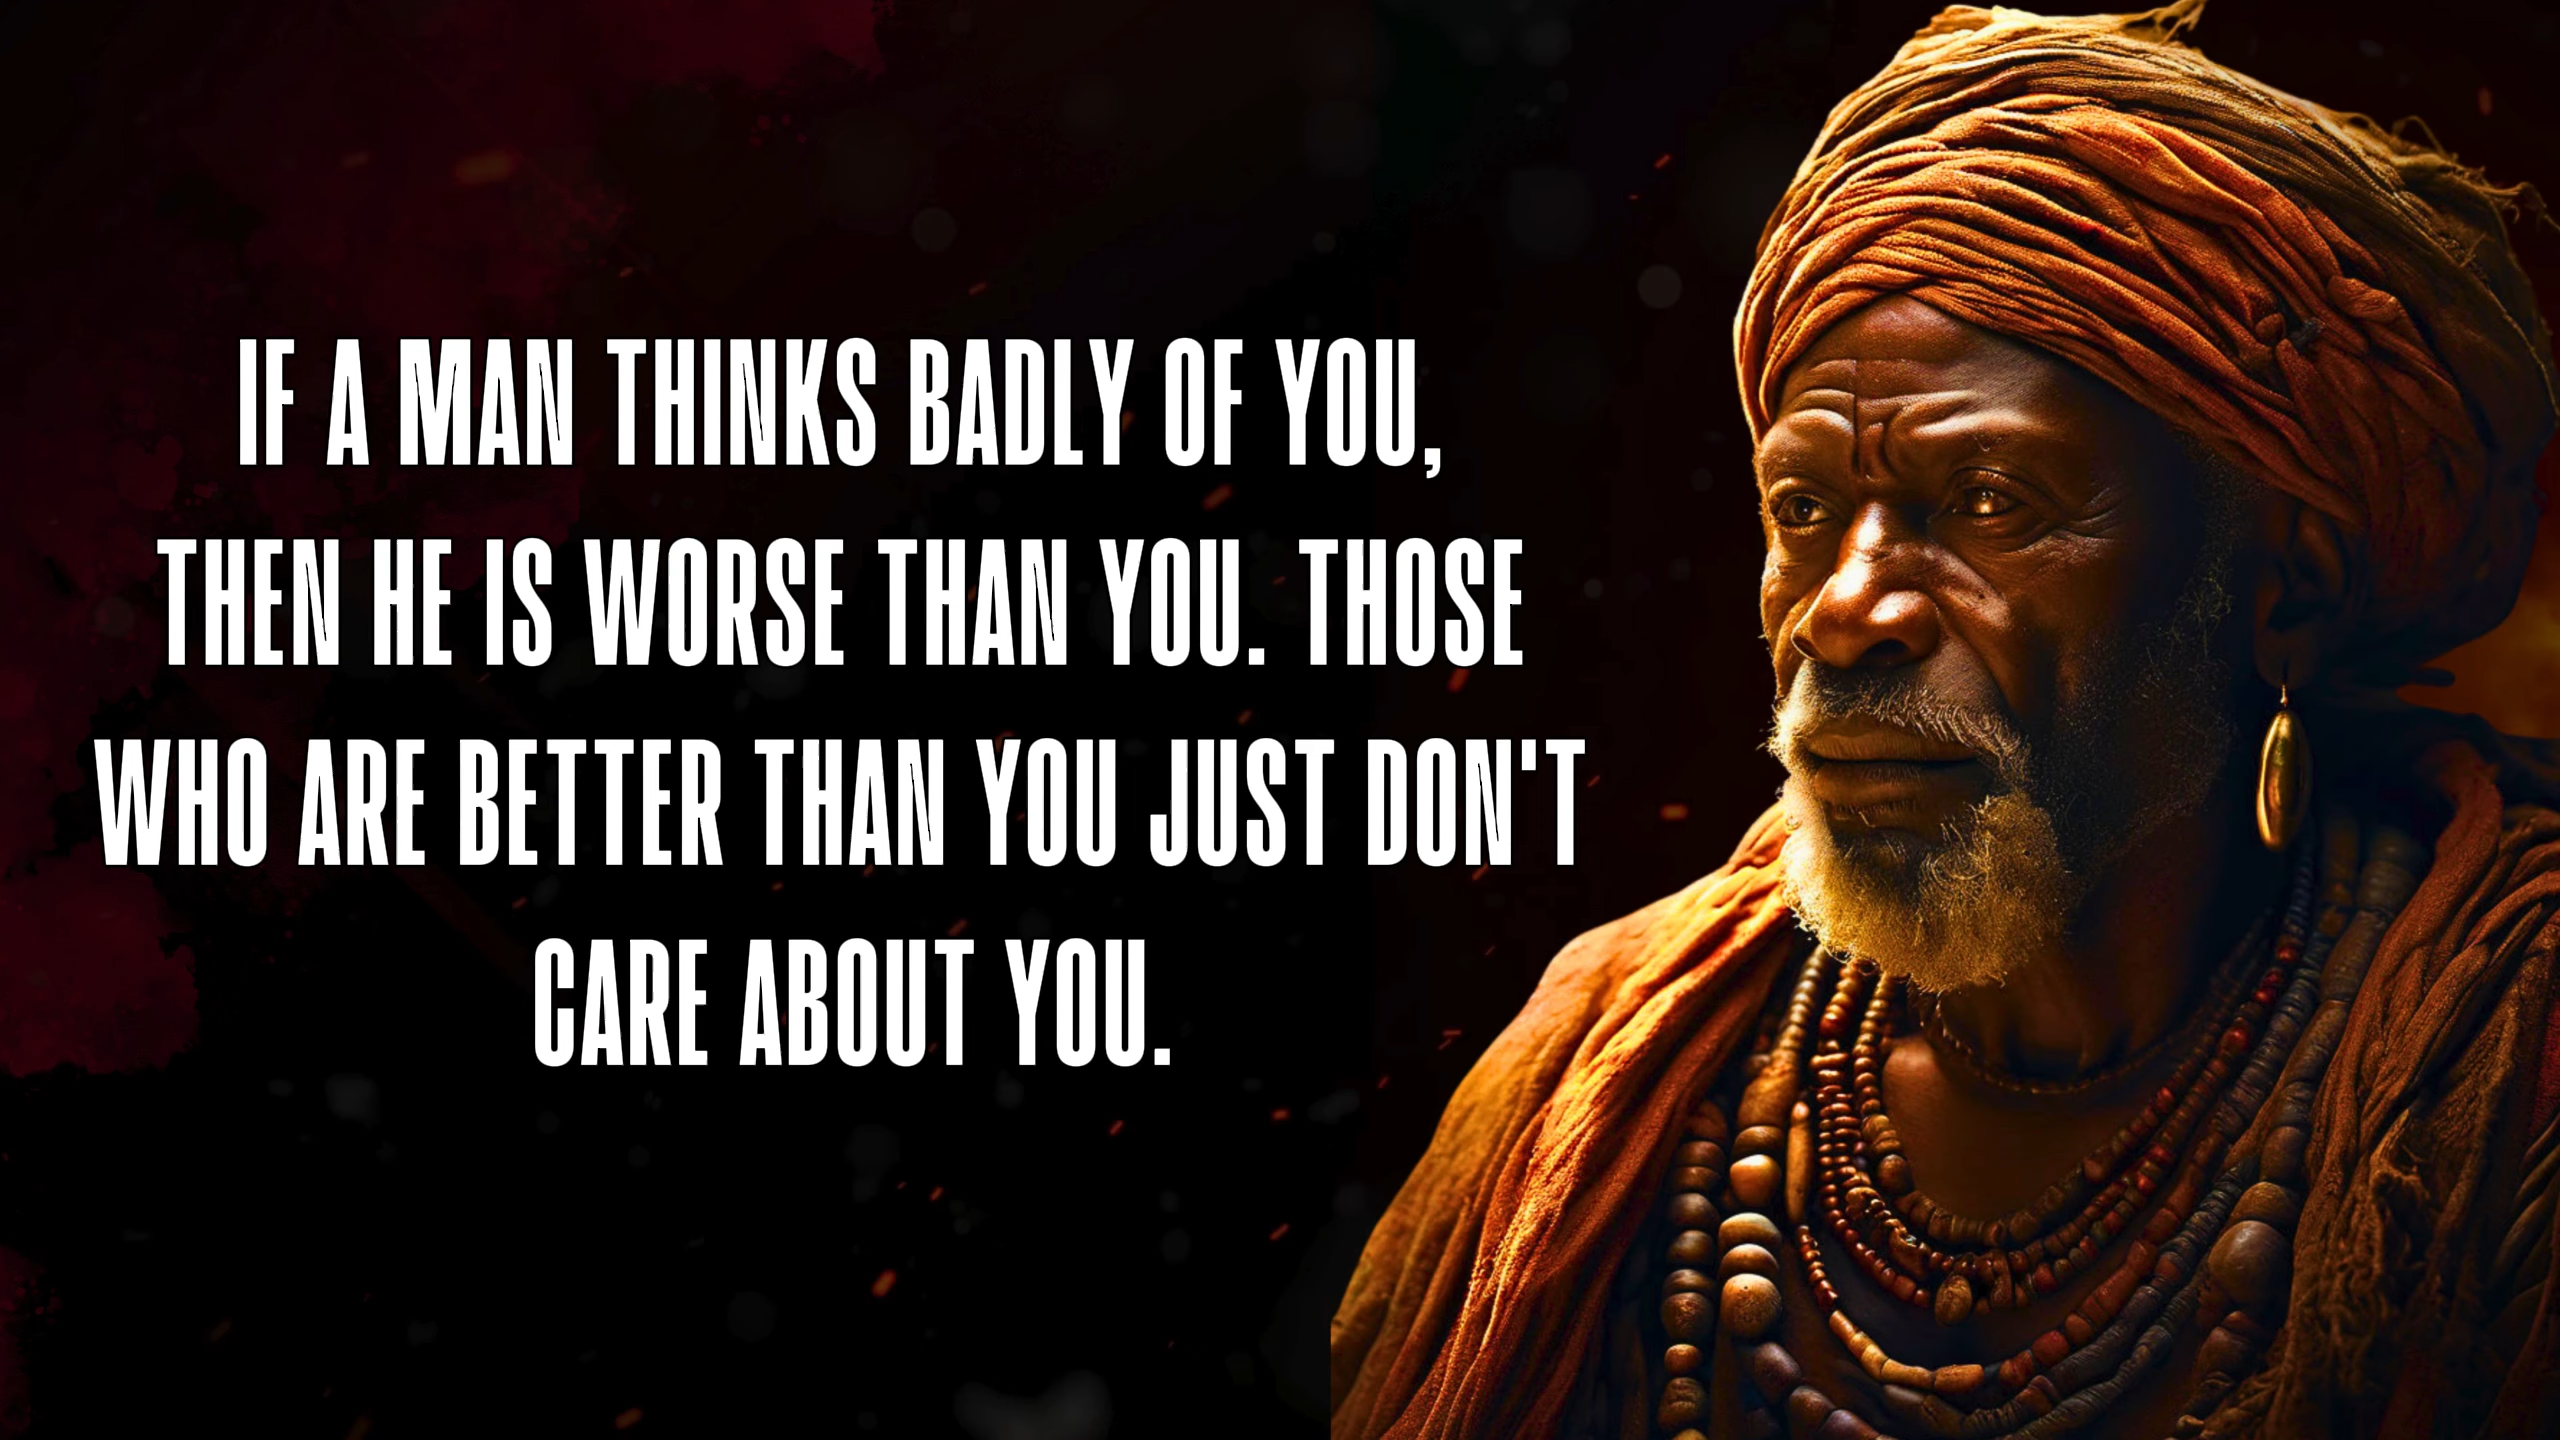 IF A MAN THINKS BADLY OF YOU,
THEN HE IS WORSE THAN YOU. THOSE
WHO ARE BETTER THAN YOU JUST DON'T
CARE ABOUT YOU.